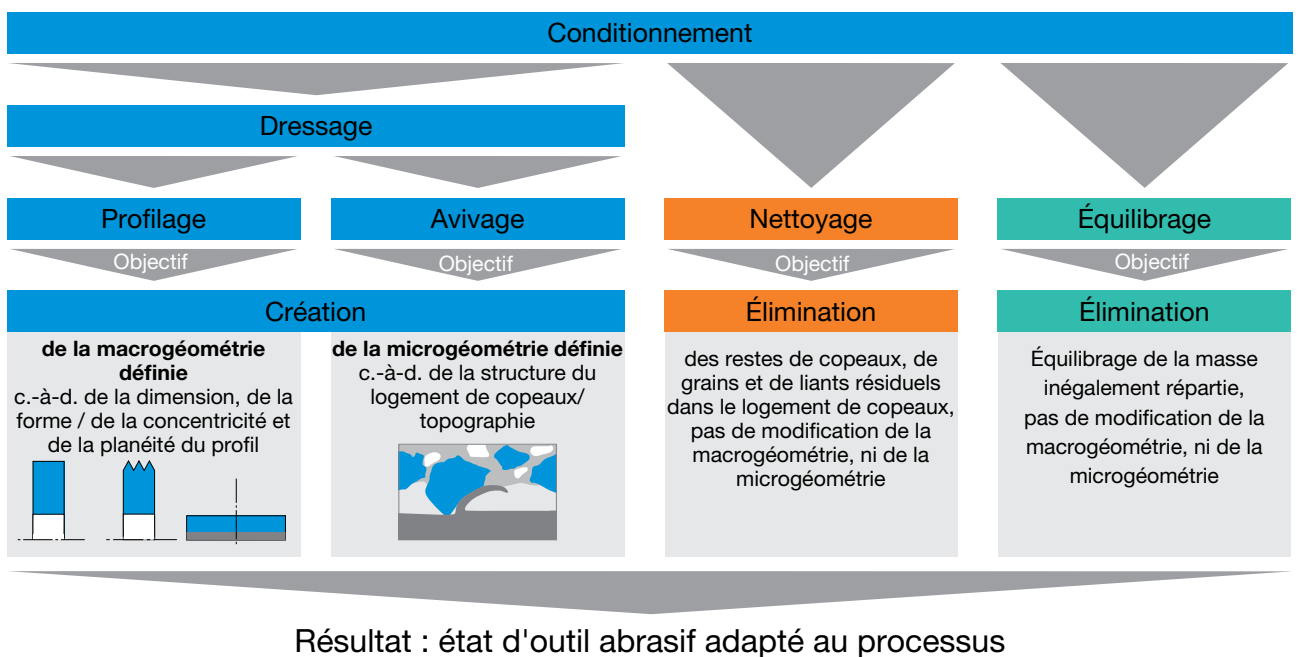 Conditionnement
Dressage
Profilage
Avivage
Nettoyage
Équilibrage
Objectif
Objectif
Objectif
Objectif
Création
Élimination
Élimination
de la macrogéométrie
définie
c.-à-d. de la dimension, de la
forme / de la concentricité et
de la planéité du profil
de la microgéométrie définie
c.-à-d. de la structure du
logement de copeaux/
topographie
des restes de copeaux, de
grains et de liants résiduels
dans le logement de copeaux,
pas de modification de la
macrogéométrie, ni de la
microgéométrie
Équilibrage de la masse
inégalement répartie,
pas de modification de la
macrogéométrie, ni de la
microgéométrie
Résultat : état d'outil abrasif adapté au processus